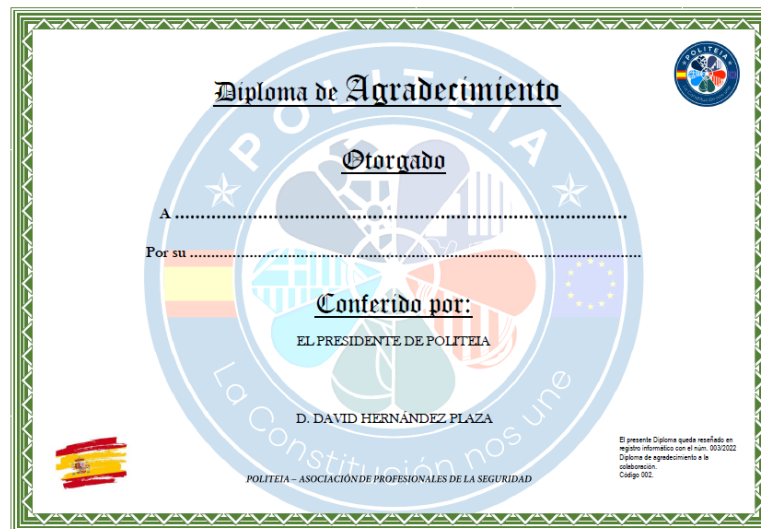 POLITEIA
Diploma de Agradecimiento
POLITEIA
Otorgado
A ...........................................................................................
Por su ....................................................................................................................
Conferido por:
EL PRESIDENTE DE POLITEIA
D. DAVID HERNÁNDEZ PLAZA
La Constitución nos une
POLITEIA – ASOCIACIÓN DE PROFESIONALES DE LA SEGURIDAD
El presente Diploma queda reseñado en
registro informático con el núm. 003/2022
Diploma de agradecimiento a la
colaboración.
Código 002.